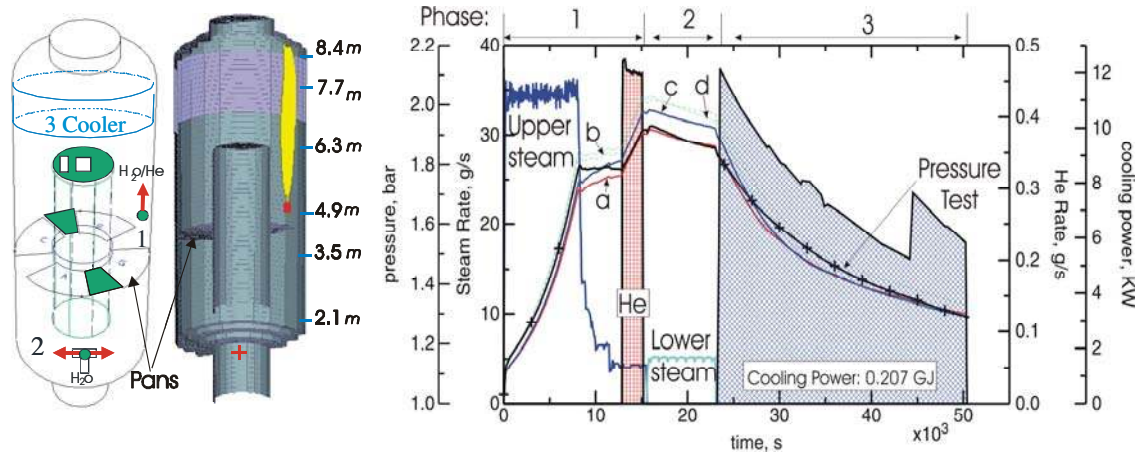 3 Cooler
H₂O/He
1
C
B
A
G
2
H₂O
Pans
8.4 m
7.7 m
6.3 m
4.9 m
3.5 m
2.1 m
Phase: 1 2 3
2.2
2.0
1.8
1.6
1.4
1.2
1.0
pressure, bar
40
30
20
10
0
Steam Rate, g/s
Upper
steam
b
a
c
d
He
Lower
steam
Pressure
Test
Cooling Power: 0.207 GJ
0 10 20 30 40 50
time, s
x10³
0.5
0.4
0.3
0.2
0.1
0.0
He Rate, g/s
12
10
8
6
4
2
0
cooling power, KW